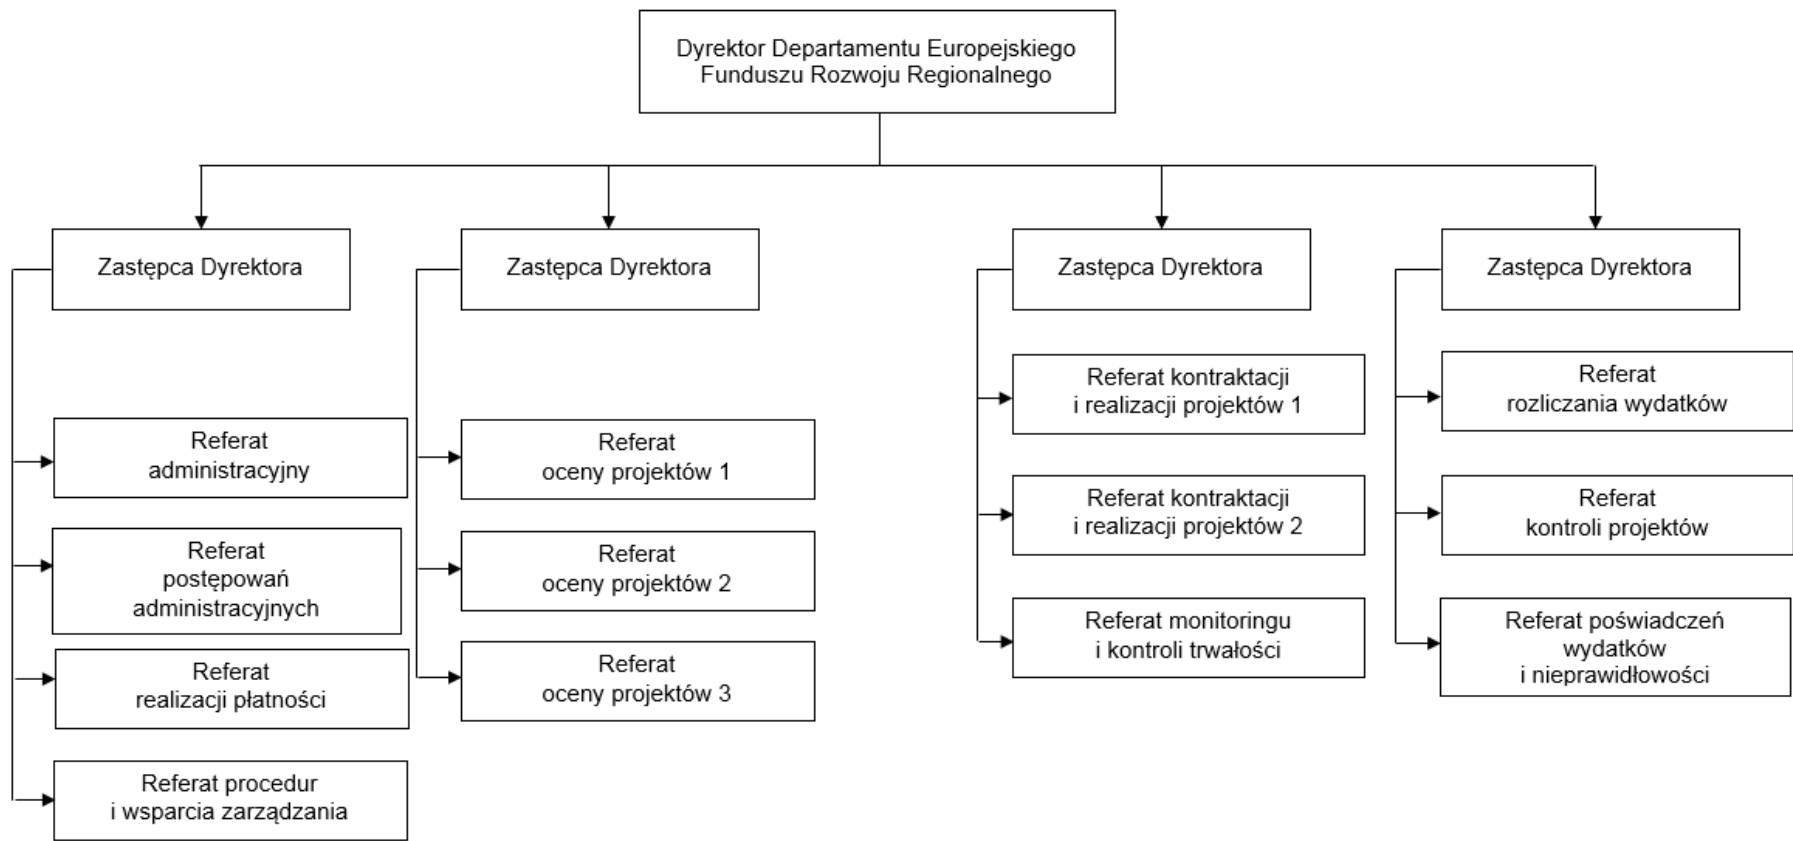 Dyrektor Departamentu Europejskiego
Funduszu Rozwoju Regionalnego
Zastępca Dyrektora
Zastępca Dyrektora
Zastępca Dyrektora
Zastępca Dyrektora
Referat
administracyjny
Referat
postępowań
administracyjnych
Referat
realizacji płatności
Referat procedur
i wsparcia zarządzania
Referat
oceny projektów 1
Referat
oceny projektów 2
Referat
oceny projektów 3
Referat kontraktacji
i realizacji projektów 1
Referat kontraktacji
i realizacji projektów 2
Referat monitoringu
i kontroli trwałości
Referat
rozliczania wydatków
Referat
kontroli projektów
Referat poświadczeń
wydatków
i nieprawidłowości